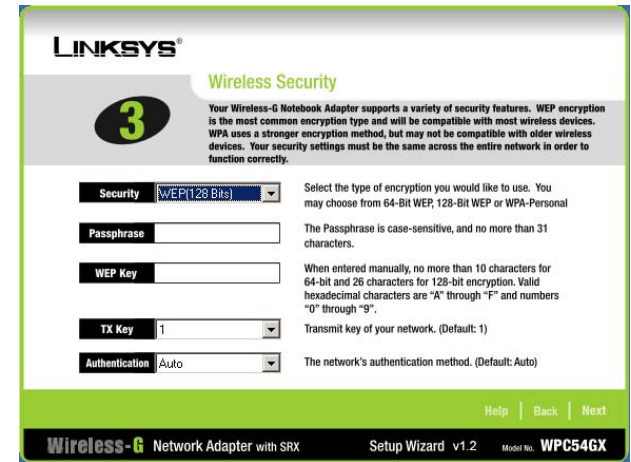 LINKSYS®
Wireless Security
3
Your Wireless-G Notebook Adapter supports a variety of security features. WEP encryption
is the most common encryption type and will be compatible with most wireless devices.
WPA uses a stronger encryption method, but may not be compatible with older wireless
devices. Your security settings must be the same across the entire network in order to
function correctly.
Security WEP(128 Bits)
Select the type of encryption you would like to use. You
may choose from 64-Bit WEP, 128-Bit WEP or WPA-Personal
Passphrase
The Passphrase is case-sensitive, and no more than 31
characters.
WEP Key
When entered manually, no more than 10 characters for
64-bit and 26 characters for 128-bit encryption. Valid
hexadecimal characters are “A” through “F” and numbers
“0” through “9”.
TX Key 1
Transmit key of your network. (Default: 1)
Authentication Auto
The network's authentication method. (Default: Auto)
Help | Back | Next
Wireless-G Network Adapter with SRX Setup Wizard v1.2 Model No. WPC54GX